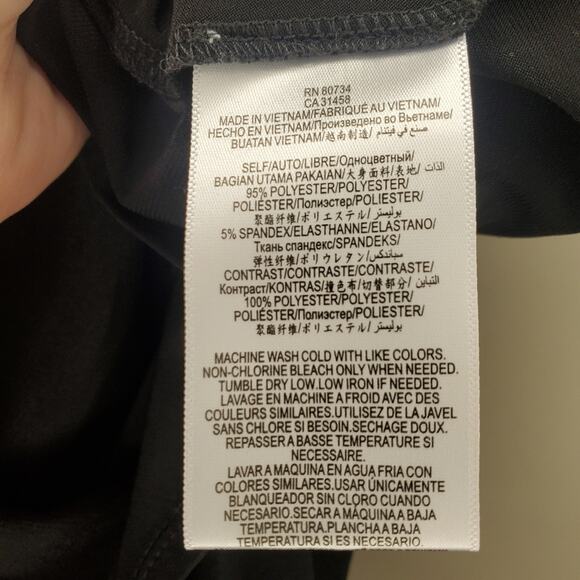 RN 80734
CA 31458
MADE IN VIETNAM/FABRIQUÉ AU VIETNAM/
HECHO EN VIETNAM/Произведено во Вьетнаме/
BUATAN VIETNAM/越南制造/ صنع في فيتنام
SELF/AUTO/LIBRE/Одноцветный/
BAGIAN UTAMA PAKAIAN/大身面料/表地/ الذات
95% POLYESTER/POLYESTER/
POLIÉSTER/Полиэстер/POLIESTER/
聚酯纤维/ポリエステル/ بوليستر/
5% SPANDEX/ELASTHANNE/ELASTANO/
Ткань спандекс/SPANDEKS/
弹性纤维/ポリウレタン/ سباندكس/
CONTRAST/CONTRASTE/CONTRASTE/
Контраст/KONTRAS/撞色布/切替部分/ التباين/
100% POLYESTER/POLYESTER/
POLIÉSTER/Полиэстер/POLIESTER/
聚酯纤维/ポリエステル/ بوليستر/
MACHINE WASH COLD WITH LIKE COLORS.
NON-CHLORINE BLEACH ONLY WHEN NEEDED.
TUMBLE DRY LOW.LOW IRON IF NEEDED.
LAVAGE EN MACHINE A FROID AVEC DES
COULEURS SIMILAIRES.UTILISEZ DE LA JAVEL
SANS CHLORE SI BESOIN.SECHAGE DOUX.
REPASSER A BASSE TEMPERATURE SI
NECESSAIRE.
LAVAR A MAQUINA EN AGUA FRIA CON
COLORES SIMILARES.USAR ÚNICAMENTE
BLANQUEADOR SIN CLORO CUANDO
NECESARIO.SECAR A MÁQUINA A BAJA
TEMPERATURA.PLANCHA A BAJA
TEMPERATURA SI ES NECESARIO.